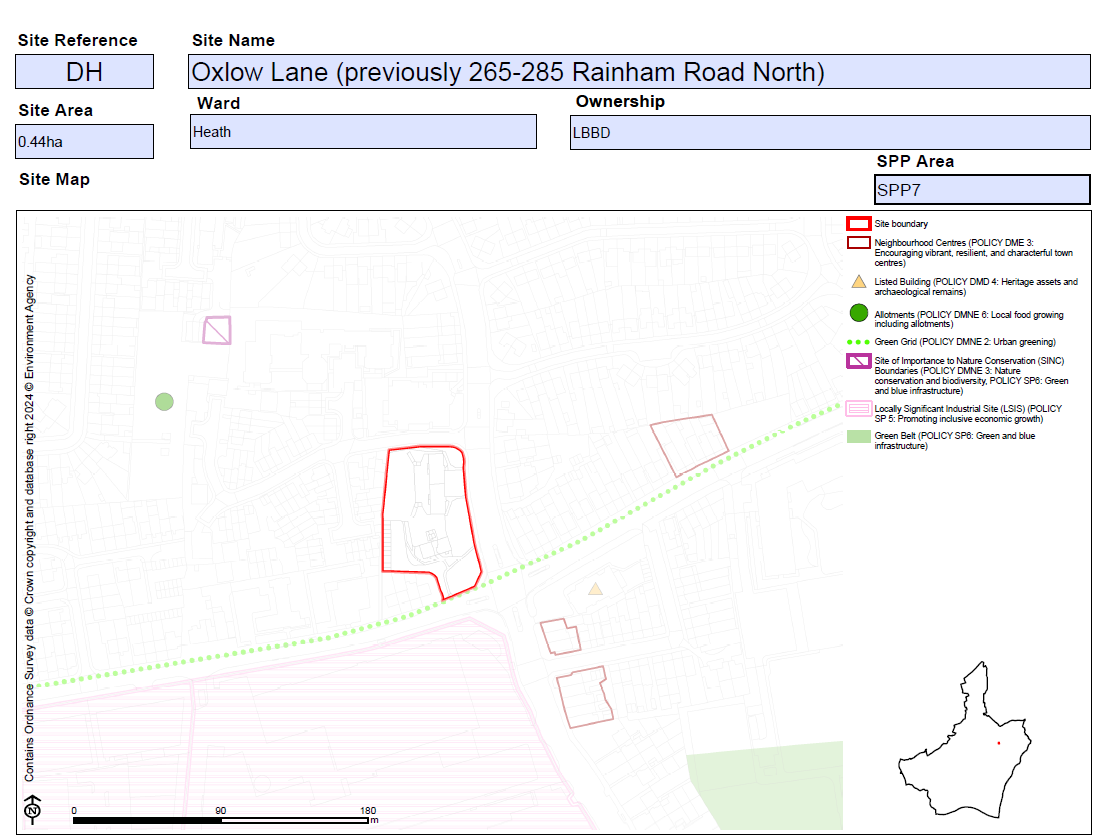 Site Reference
Site Name
DH
Oxlow Lane (previously 265-285 Rainham Road North)
Site Area
Ward
Ownership
0.44ha
Heath
LBBD
SPP Area
Site Map
SPP7
Site boundary
Neighbourhood Centres (POLICY DME 3:
Encouraging vibrant, resilient, and characterful town
centres)
Listed Building (POLICY DMD 4: Heritage assets and
archaeological remains)
Allotments (POLICY DMNE 6: Local food growing
including allotments)
Green Grid (POLICY DMNE 2: Urban greening)
Site of Importance to Nature Conservation (SINC)
Boundaries (POLICY DMNE 3: Nature
conservation and biodiversity, POLICY SP6: Green
and blue infrastructure)
Locally Significant Industrial Site (LSIS) (POLICY
SP 5: Promoting inclusive economic growth)
Green Belt (POLICY SP6: Green and blue
infrastructure)
Contains Ordnance Survey data © Crown copyright and database right 2024 © Environment Agency
N
0 90 180
m